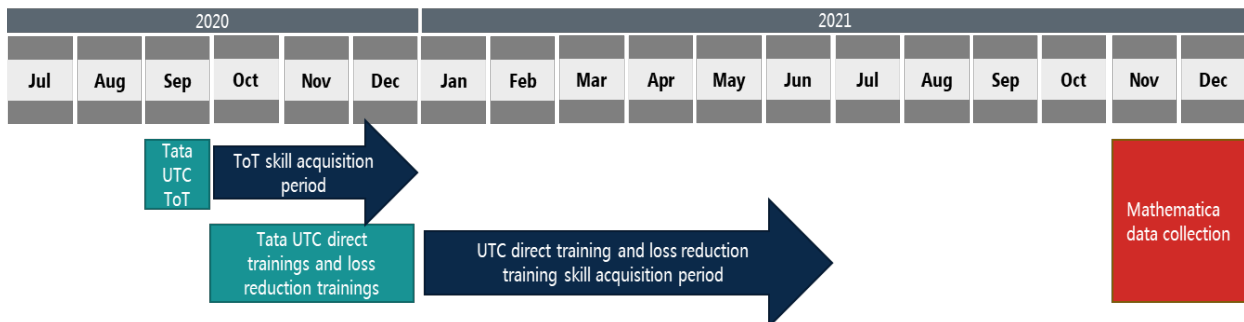 2020
2021
Jul
Aug
Sep
Oct
Nov
Dec
Jan
Feb
Mar
Apr
May
Jun
Jul
Aug
Sep
Oct
Nov
Dec
Tata
UTC
ToT
ToT skill acquisition
period
Tata UTC direct
trainings and loss
reduction trainings
UTC direct training and loss reduction
training skill acquisition period
Mathematica
data collection